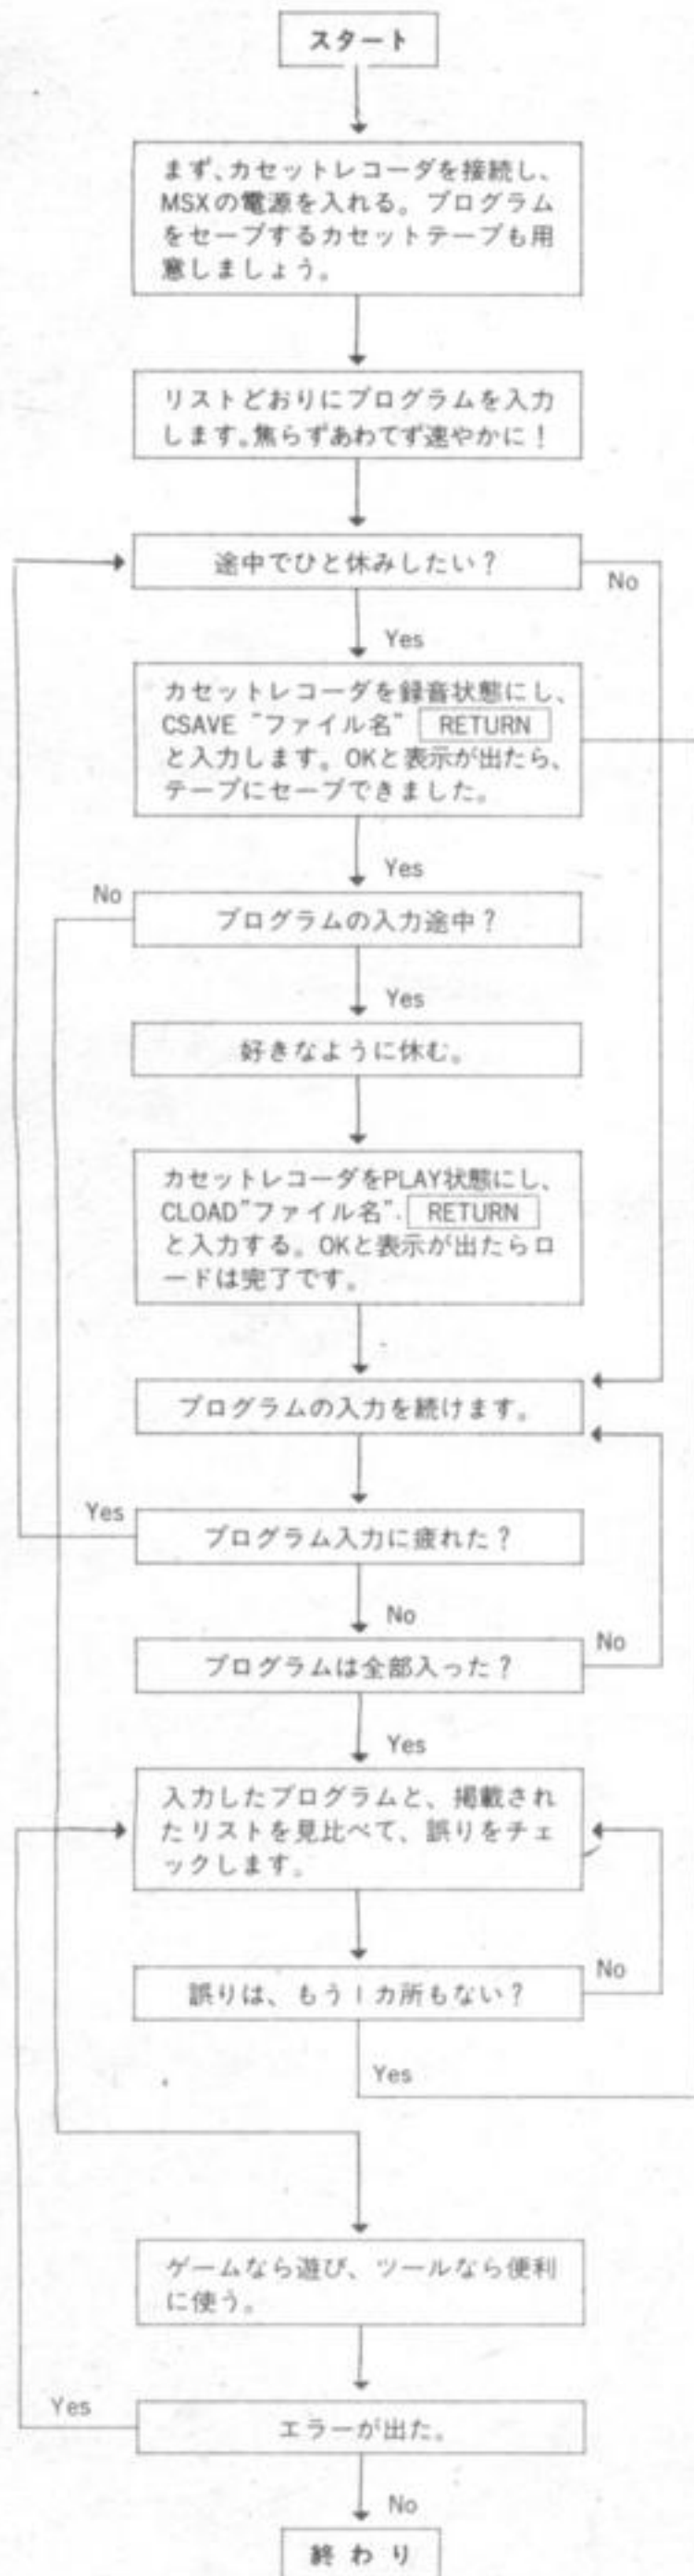 スタート
まず、カセットレコーダを接続し、
MSXの電源を入れる。プログラム
をセーブするカセットテープも用
意しましょう。
リストどおりにプログラムを入力
します。焦らずあわてず速やかに！
途中でひと休みしたい？
No
Yes
カセットレコーダを録音状態にし、
CSAVE "ファイル名" RETURN
と入力します。OKと表示が出たら、
テープにセーブできました。
Yes
No
プログラムの入力途中？
Yes
好きなように休む。
カセットレコーダをPLAY状態にし、
CLOAD"ファイル名". RETURN
と入力する。OKと表示が出たらロ
ードは完了です。
プログラムの入力を続けます。
Yes
プログラム入力に疲れた？
No
プログラムは全部入った？
No
Yes
入力したプログラムと、掲載され
たリストを見比べて、誤りをチェ
ックします。
誤りは、もう1カ所もない？
No
Yes
ゲームなら遊び、ツールなら便利
に使う。
Yes
エラーが出た。
No
終わり